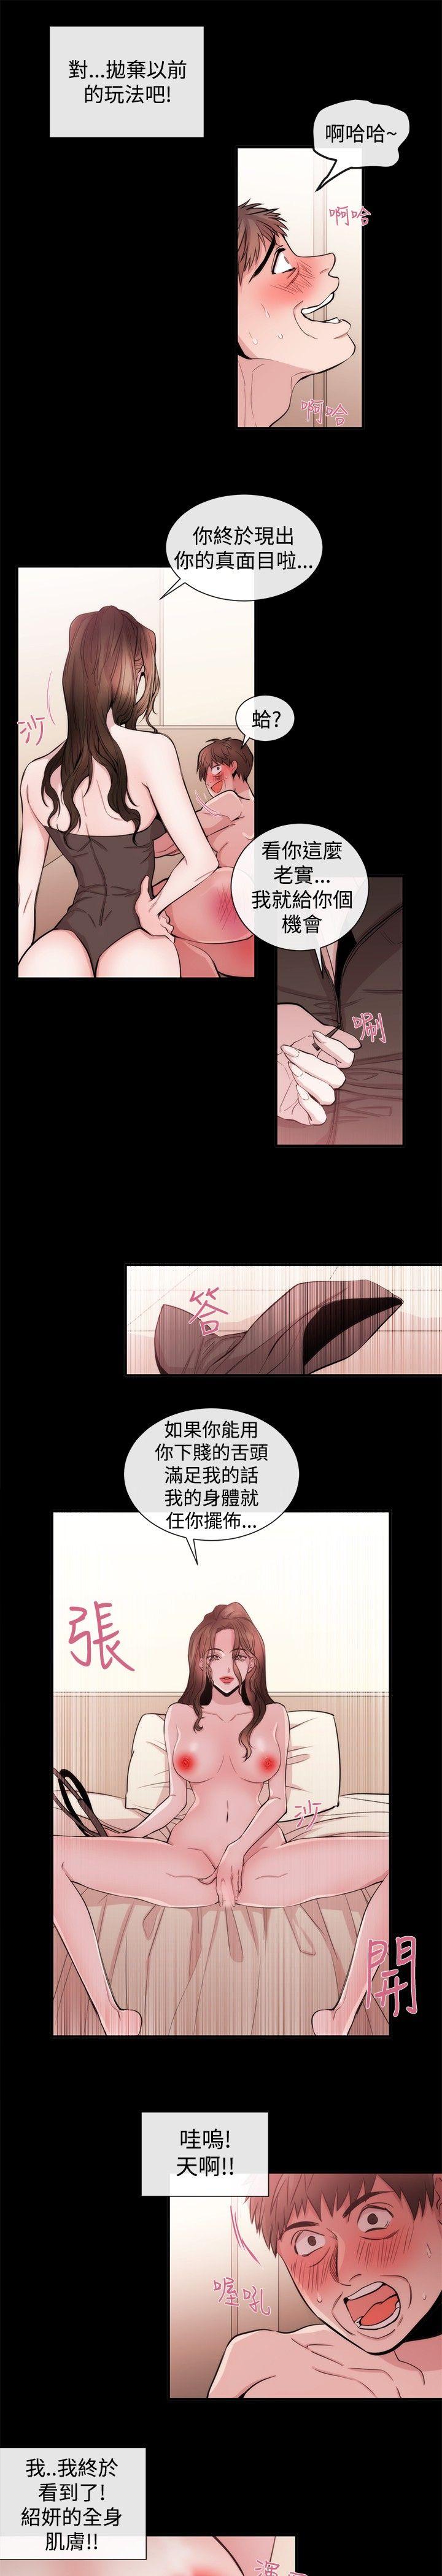 對...拋棄以前
的玩法吧!
啊哈哈~
啊哈
啊哈
你終於現出
你的真面目啦...
沙
蛤?
看你這麼
老實...
我就給你個
機會
唰
答
如果你能用
你下賤的舌頭
滿足我的話
我的身體就
任你擺佈...
張
沙
開
哇嗚!
天啊!!
喔吼
我..我終於
看到了!
紹妍的全身
肌膚!!